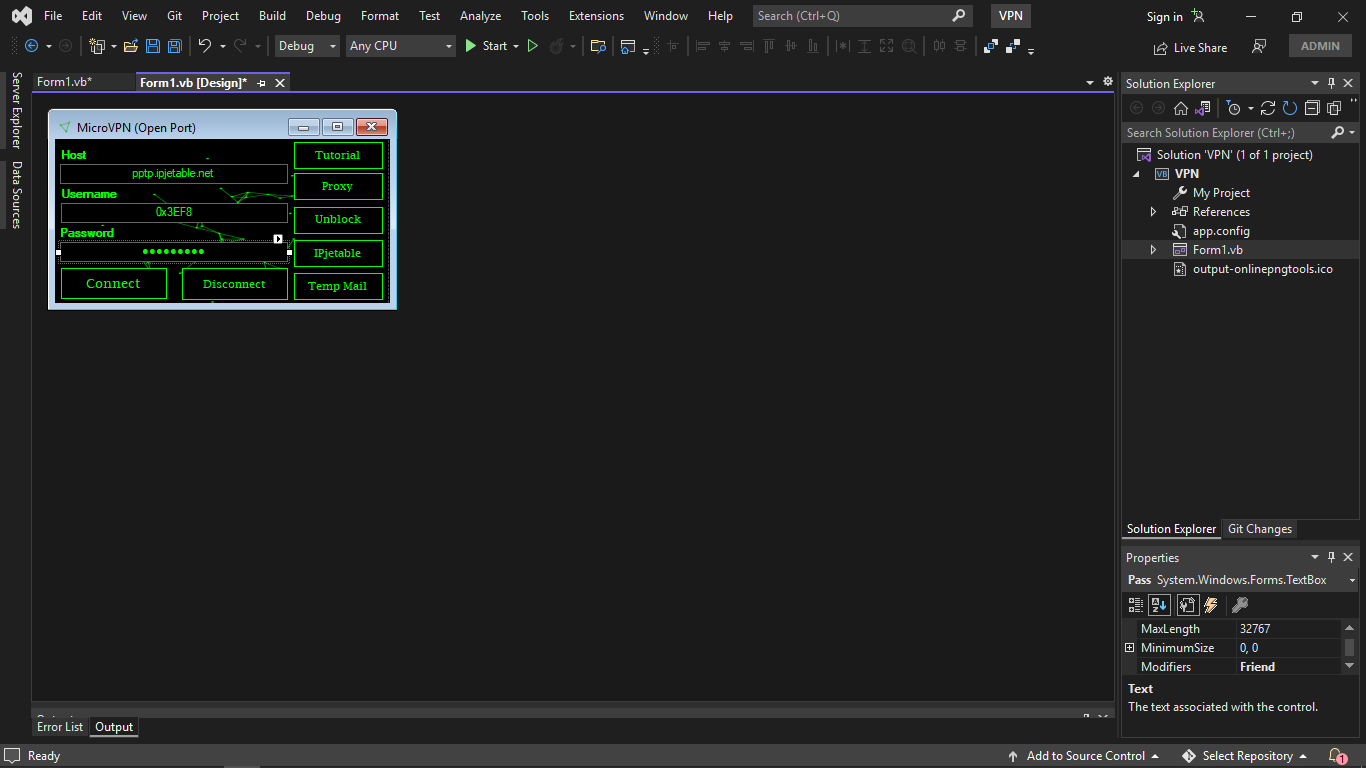 File Edit View Git Project Build Debug Format Test Analyze Tools Extensions Window Help Search (Ctrl+Q) VPN Sign in
Debug Any CPU Start Live Share ADMIN
Server Explorer
Data Sources
Form1.vb* Form1.vb [Design]*
MicroVPN (Open Port)
Host
pptp.ipjetable.net
Username
0x3EF8
Password
●●●●●●●●●
Connect Disconnect
Tutorial
Proxy
Unblock
IPjetable
Temp Mail
Solution Explorer
Search Solution Explorer (Ctrl+;)
Solution 'VPN' (1 of 1 project)
VB VPN
My Project
References
app.config
Form1.vb
output-onlinepngtools.ico
Solution Explorer Git Changes
Properties
Pass System.Windows.Forms.TextBox
MaxLength 32767
MinimumSize 0, 0
Modifiers Friend
Text
The text associated with the control.
Error List Output
Ready Add to Source Control Select Repository 1